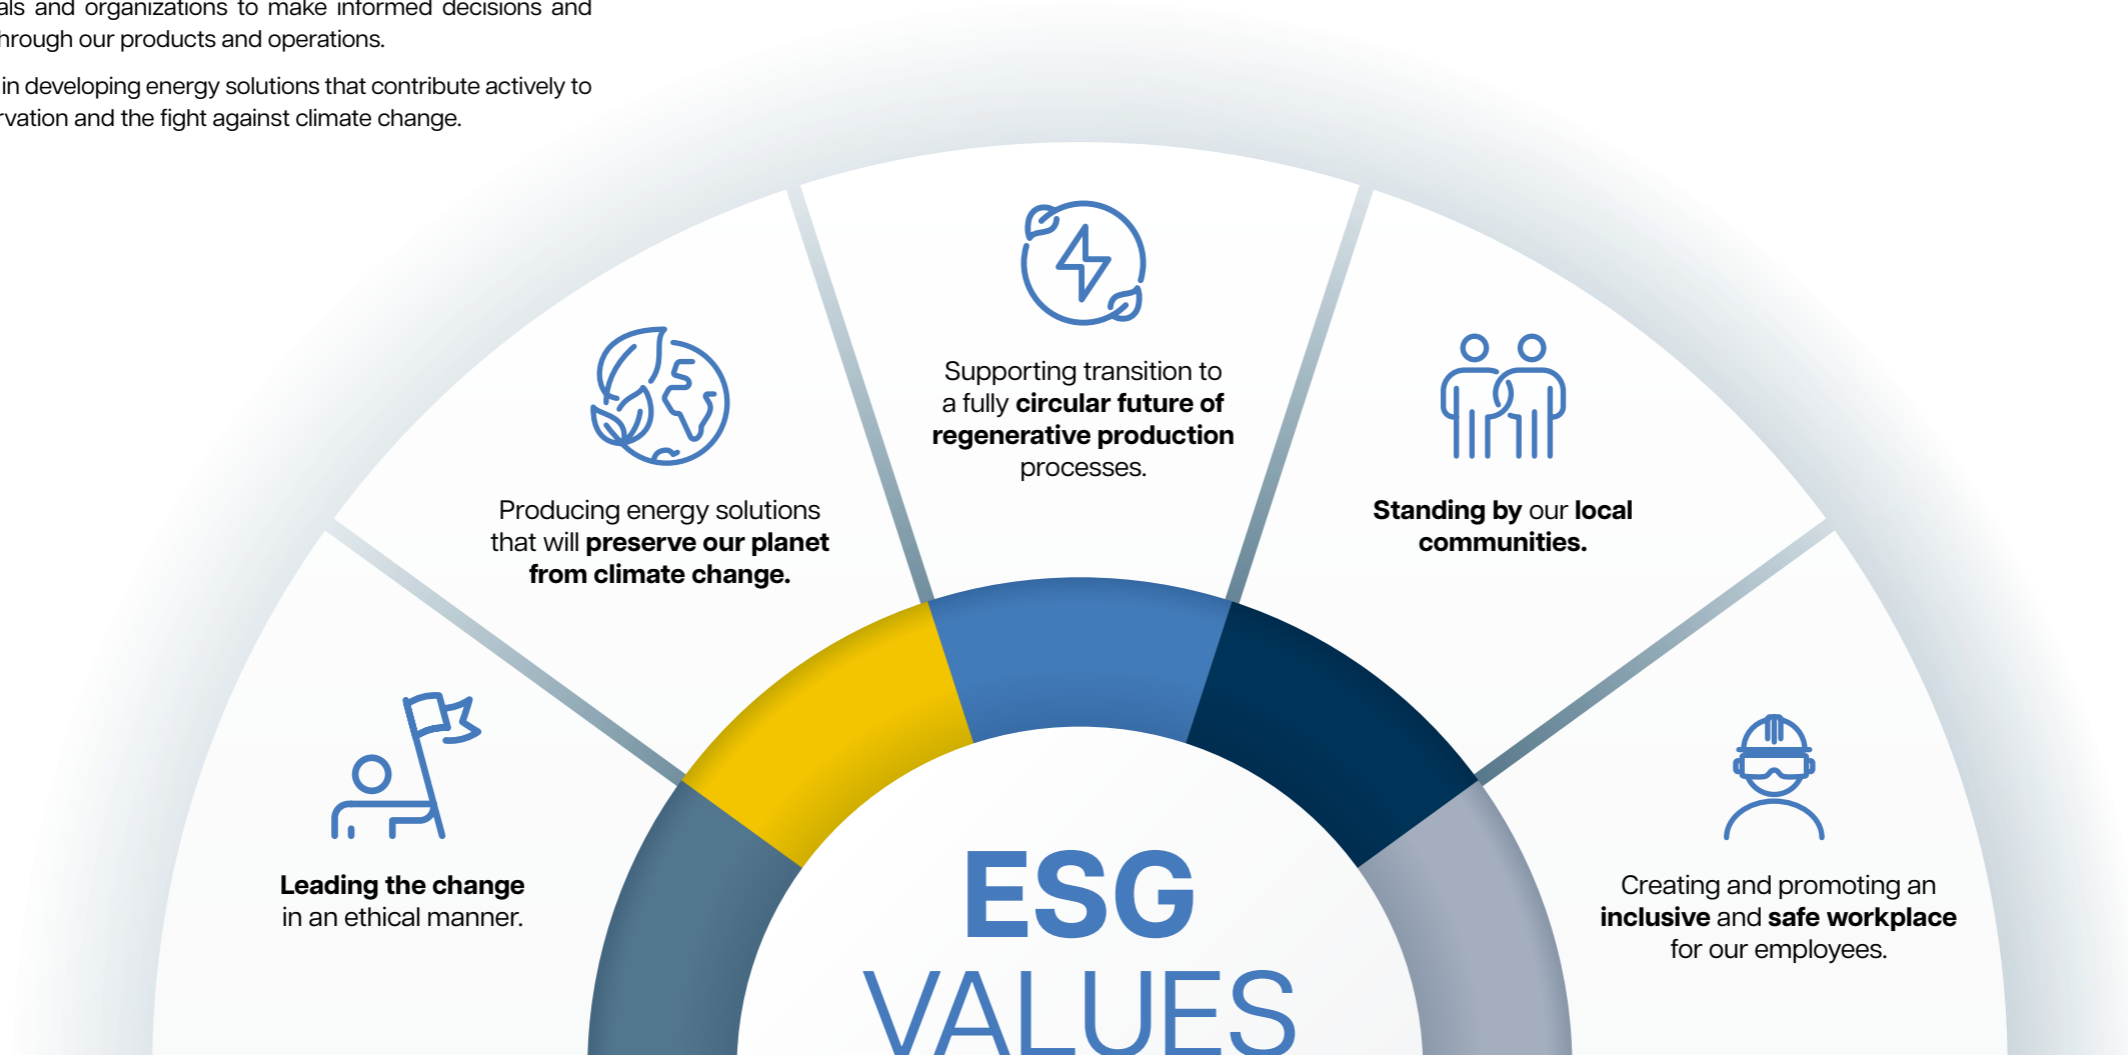 and organizations to make informed decisions and
through our products and operations.
in developing energy solutions that contribute actively to
and the fight against climate change.
Supporting transition to
a fully circular future of
regenerative production
processes.
Producing energy solutions
that will preserve our planet
from climate change.
Standing by our local
communities.
Leading the change
in an ethical manner.
Creating and promoting an
inclusive and safe workplace
for our employees.
ESG
VALUES